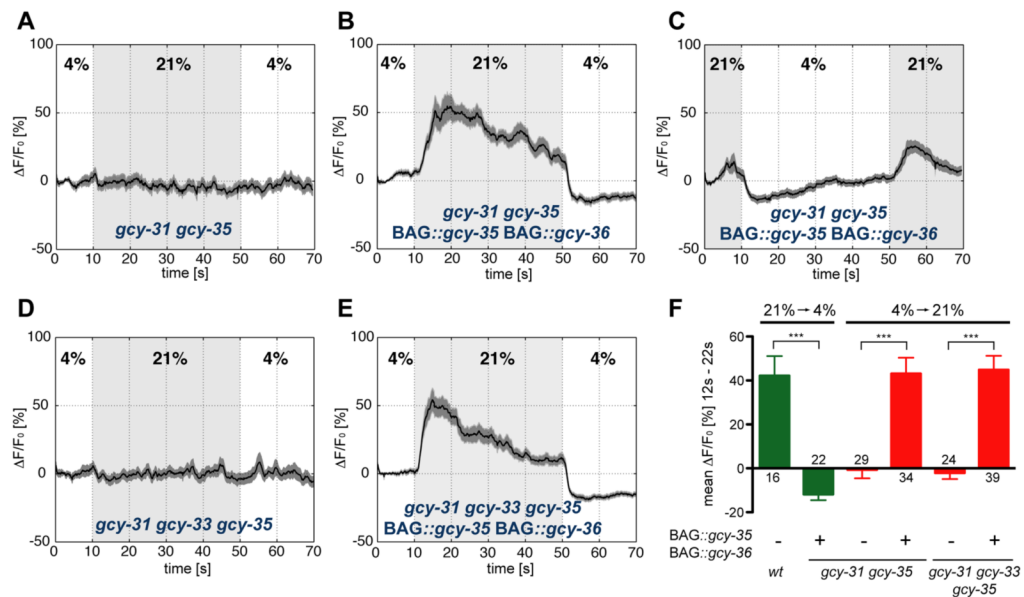 A
100
50
0
-50
ΔF/F₀ [%]
4% 21% 4%
gcy-31 gcy-35
0 10 20 30 40 50 60 70
time [s]
B
100
50
0
-50
ΔF/F₀ [%]
4% 21% 4%
gcy-31 gcy-35
BAG::gcy-35 BAG::gcy-36
0 10 20 30 40 50 60 70
time [s]
C
100
50
0
-50
ΔF/F₀ [%]
21% 4% 21%
gcy-31 gcy-35
BAG::gcy-35 BAG::gcy-36
0 10 20 30 40 50 60 70
time [s]
D
100
50
0
-50
ΔF/F₀ [%]
4% 21% 4%
gcy-31 gcy-33 gcy-35
0 10 20 30 40 50 60 70
time [s]
E
100
50
0
-50
ΔF/F₀ [%]
4% 21% 4%
gcy-31 gcy-33 gcy-35
BAG::gcy-35 BAG::gcy-36
0 10 20 30 40 50 60 70
time [s]
F
21%→4% 4%→21%
*** *** ***
60
40
20
0
-20
mean ΔF/F₀ [%] 12s - 22s
16 22 29 34 24 39
BAG::gcy-35
BAG::gcy-36
- + - + - +
wt gcy-31 gcy-35 gcy-31 gcy-33
gcy-35